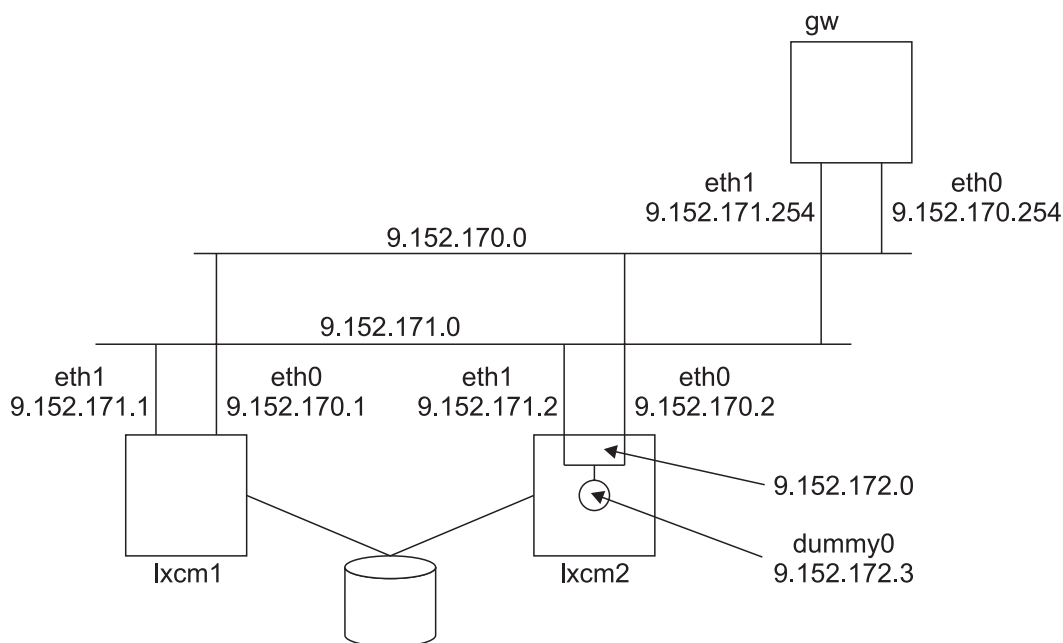 gw
eth1
9.152.171.254
eth0
9.152.170.254
9.152.170.0
9.152.171.0
eth1
9.152.171.1
eth0
9.152.170.1
eth1
9.152.171.2
eth0
9.152.170.2
9.152.172.0
dummy0
9.152.172.3
lxcm1
lxcm2